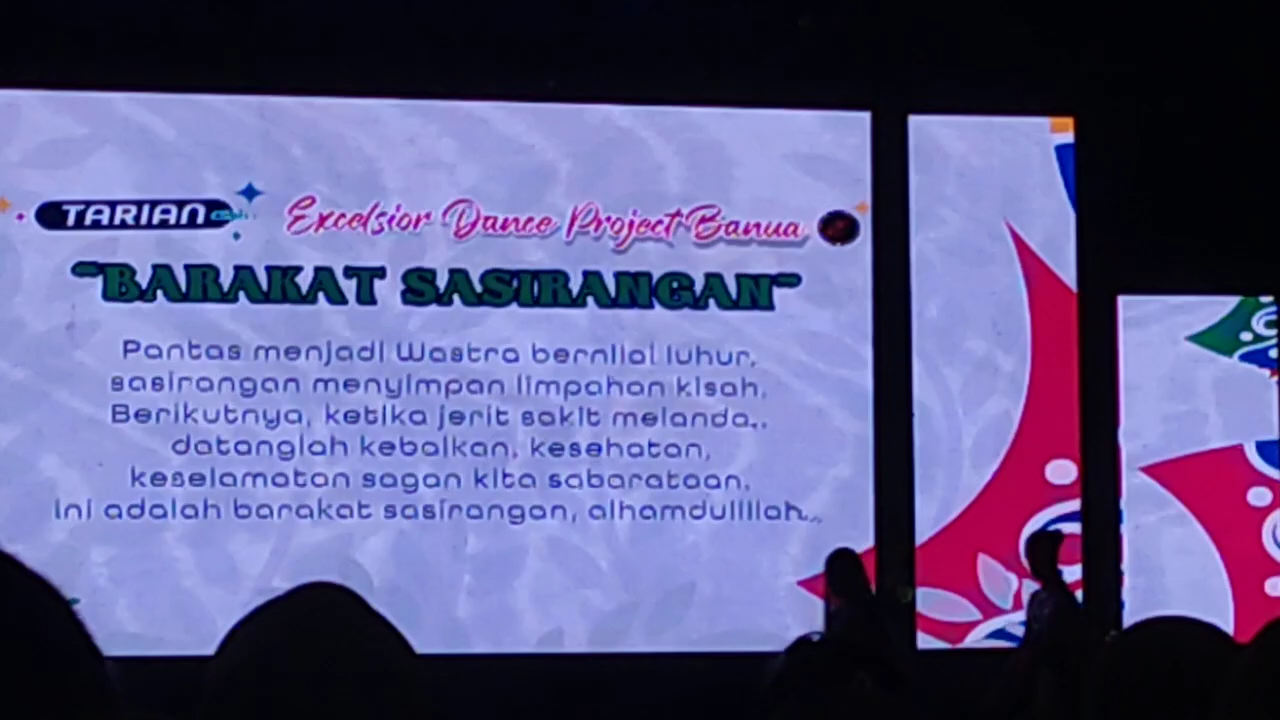 TARIAN
Excelsior Dance Project Banua
"BARAKAT SASIRANGAN"
Pantas menjadi Wastra bernilai luhur,
sasirangan menyimpan limpahan kisah.
Berikutnya, ketika jerit sakit melanda..
datanglah kebaikan, kesehatan,
keselamatan sagan kita sabarataan,
ini adalah barakat sasirangan, alhamdulillah...